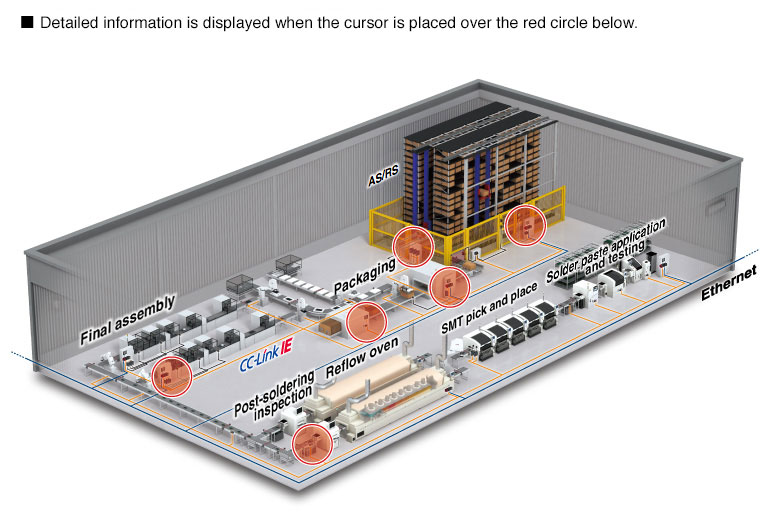 ■ Detailed information is displayed when the cursor is placed over the red circle below.
AS/RS
Solder paste application
and testing
Packaging
Ethernet
SMT pick and place
Final assembly
CC-Link IE
Reflow oven
Post-soldering
inspection